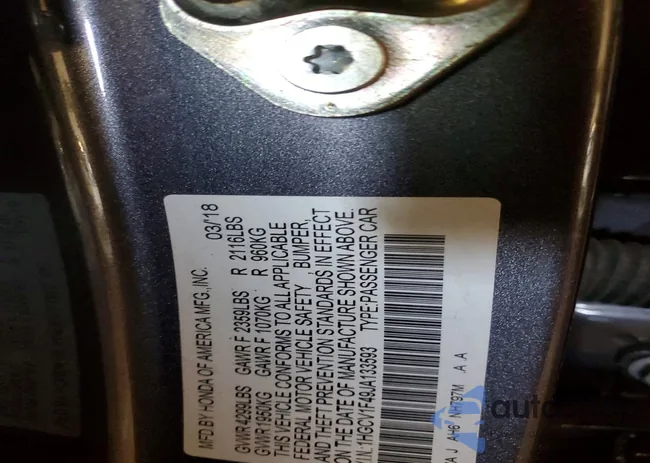 MFD BY HONDA OF AMERICA MFG., INC. 03/18
GVWR 4299LBS GAWR F 2359LBS R 2116LBS
GVWR 1950KG GAWR F 1070KG R 960KG
THIS VEHICLE CONFORMS TO ALL APPLICABLE
FEDERAL MOTOR VEHICLE SAFETY, BUMPER,
AND THEFT PREVENTION STANDARDS IN EFFECT
ON THE DATE OF MANUFACTURE SHOWN ABOVE.
V.I.N. 1HGCV1F49JA133593 TYPE:PASSENGER CAR
AH6 NH797M A A